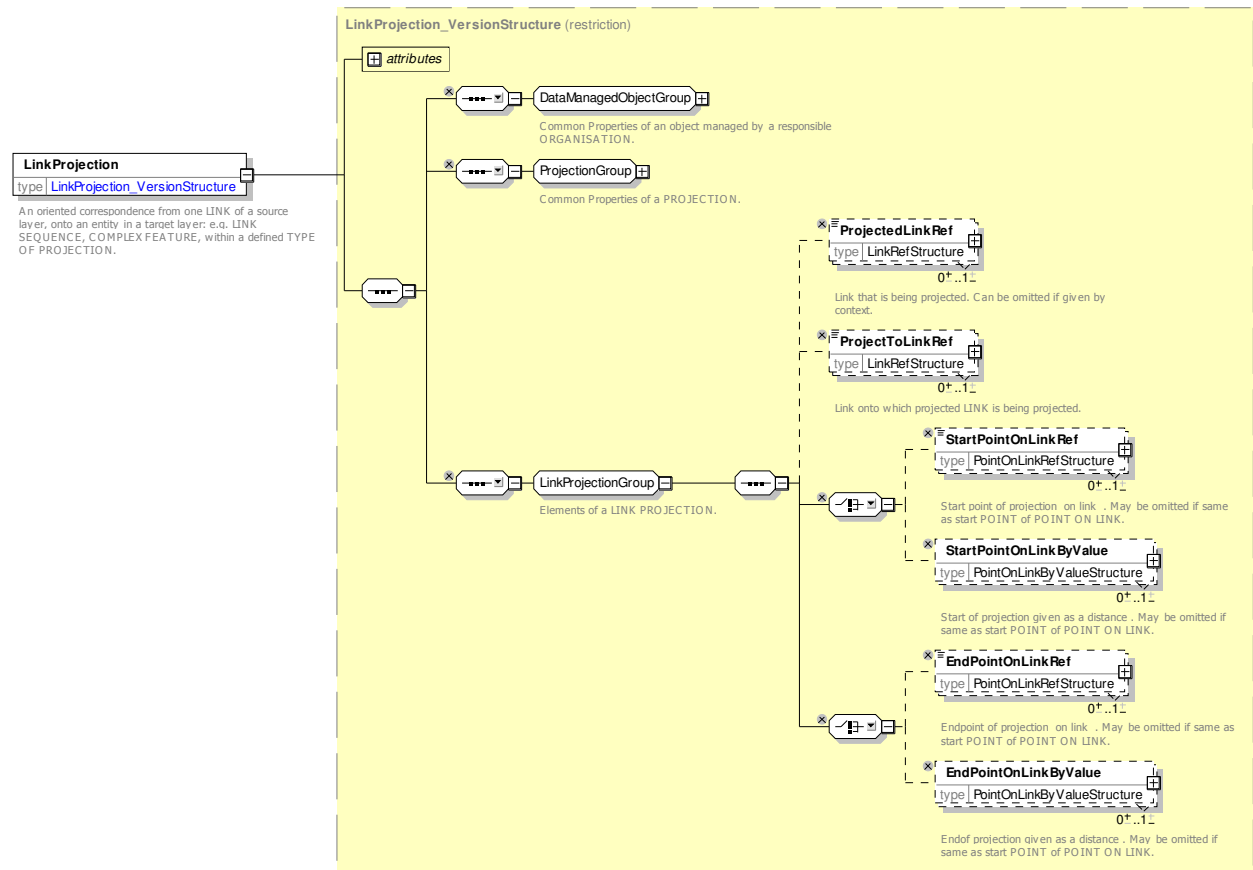 LinkProjection_VersionStructure (restriction)
attributes
DataManagedObjectGroup
Common Properties of an object managed by a responsible
ORGANISATION.
LinkProjection
type LinkProjection_VersionStructure
An oriented correspondence from one LINK of a source
layer, onto an entity in a target layer: e.g. LINK
SEQUENCE, COMPLEX FEATURE, within a defined TYPE
OF PROJECTION.
ProjectionGroup
Common Properties of a PROJECTION.
ProjectedLinkRef
type LinkRefStructure
0..1
Link that is being projected. Can be omitted if given by
context.
ProjectToLinkRef
type LinkRefStructure
0..1
Link onto which projected LINK is being projected.
LinkProjectionGroup
Elements of a LINK PROJECTION.
StartPointOnLinkRef
type PointOnLinkRefStructure
0..1
Start point of projection on link . May be omitted if same
as start POINT of POINT ON LINK.
StartPointOnLinkByValue
type PointOnLinkByValueStructure
0..1
Start of projection given as a distance . May be omitted if
same as start POINT of POINT ON LINK.
EndPointOnLinkRef
type PointOnLinkRefStructure
0..1
Endpoint of projection on link . May be omitted if same as
start POINT of POINT ON LINK.
EndPointOnLinkByValue
type PointOnLinkByValueStructure
0..1
Endof projection given as a distance . May be omitted if
same as start POINT of POINT ON LINK.